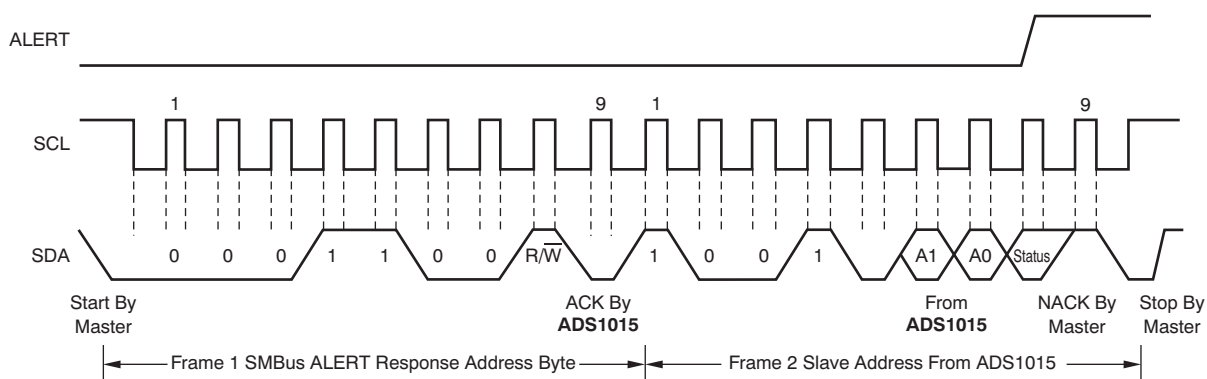 ALERT
1 9 1 9
SCL
SDA 0 0 0 1 1 0 0 R/W 1 0 0 1 A1 A0 Status
Start By
Master
ACK By
ADS1015
From
ADS1015
NACK By
Master
Stop By
Master
Frame 1 SMBus ALERT Response Address Byte
Frame 2 Slave Address From ADS1015